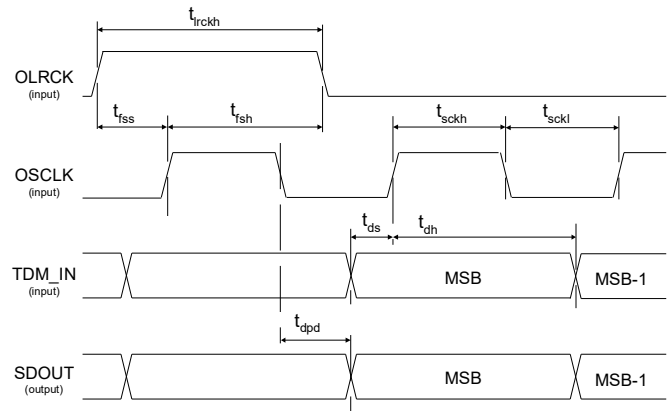 t_lrckh
OLRCK
(input)
t_fss
t_fsh
t_sckh
t_sckl
OSCLK
(input)
t_ds
t_dh
TDM_IN
(input)
MSB
MSB-1
t_dpd
SDOUT
(output)
MSB
MSB-1